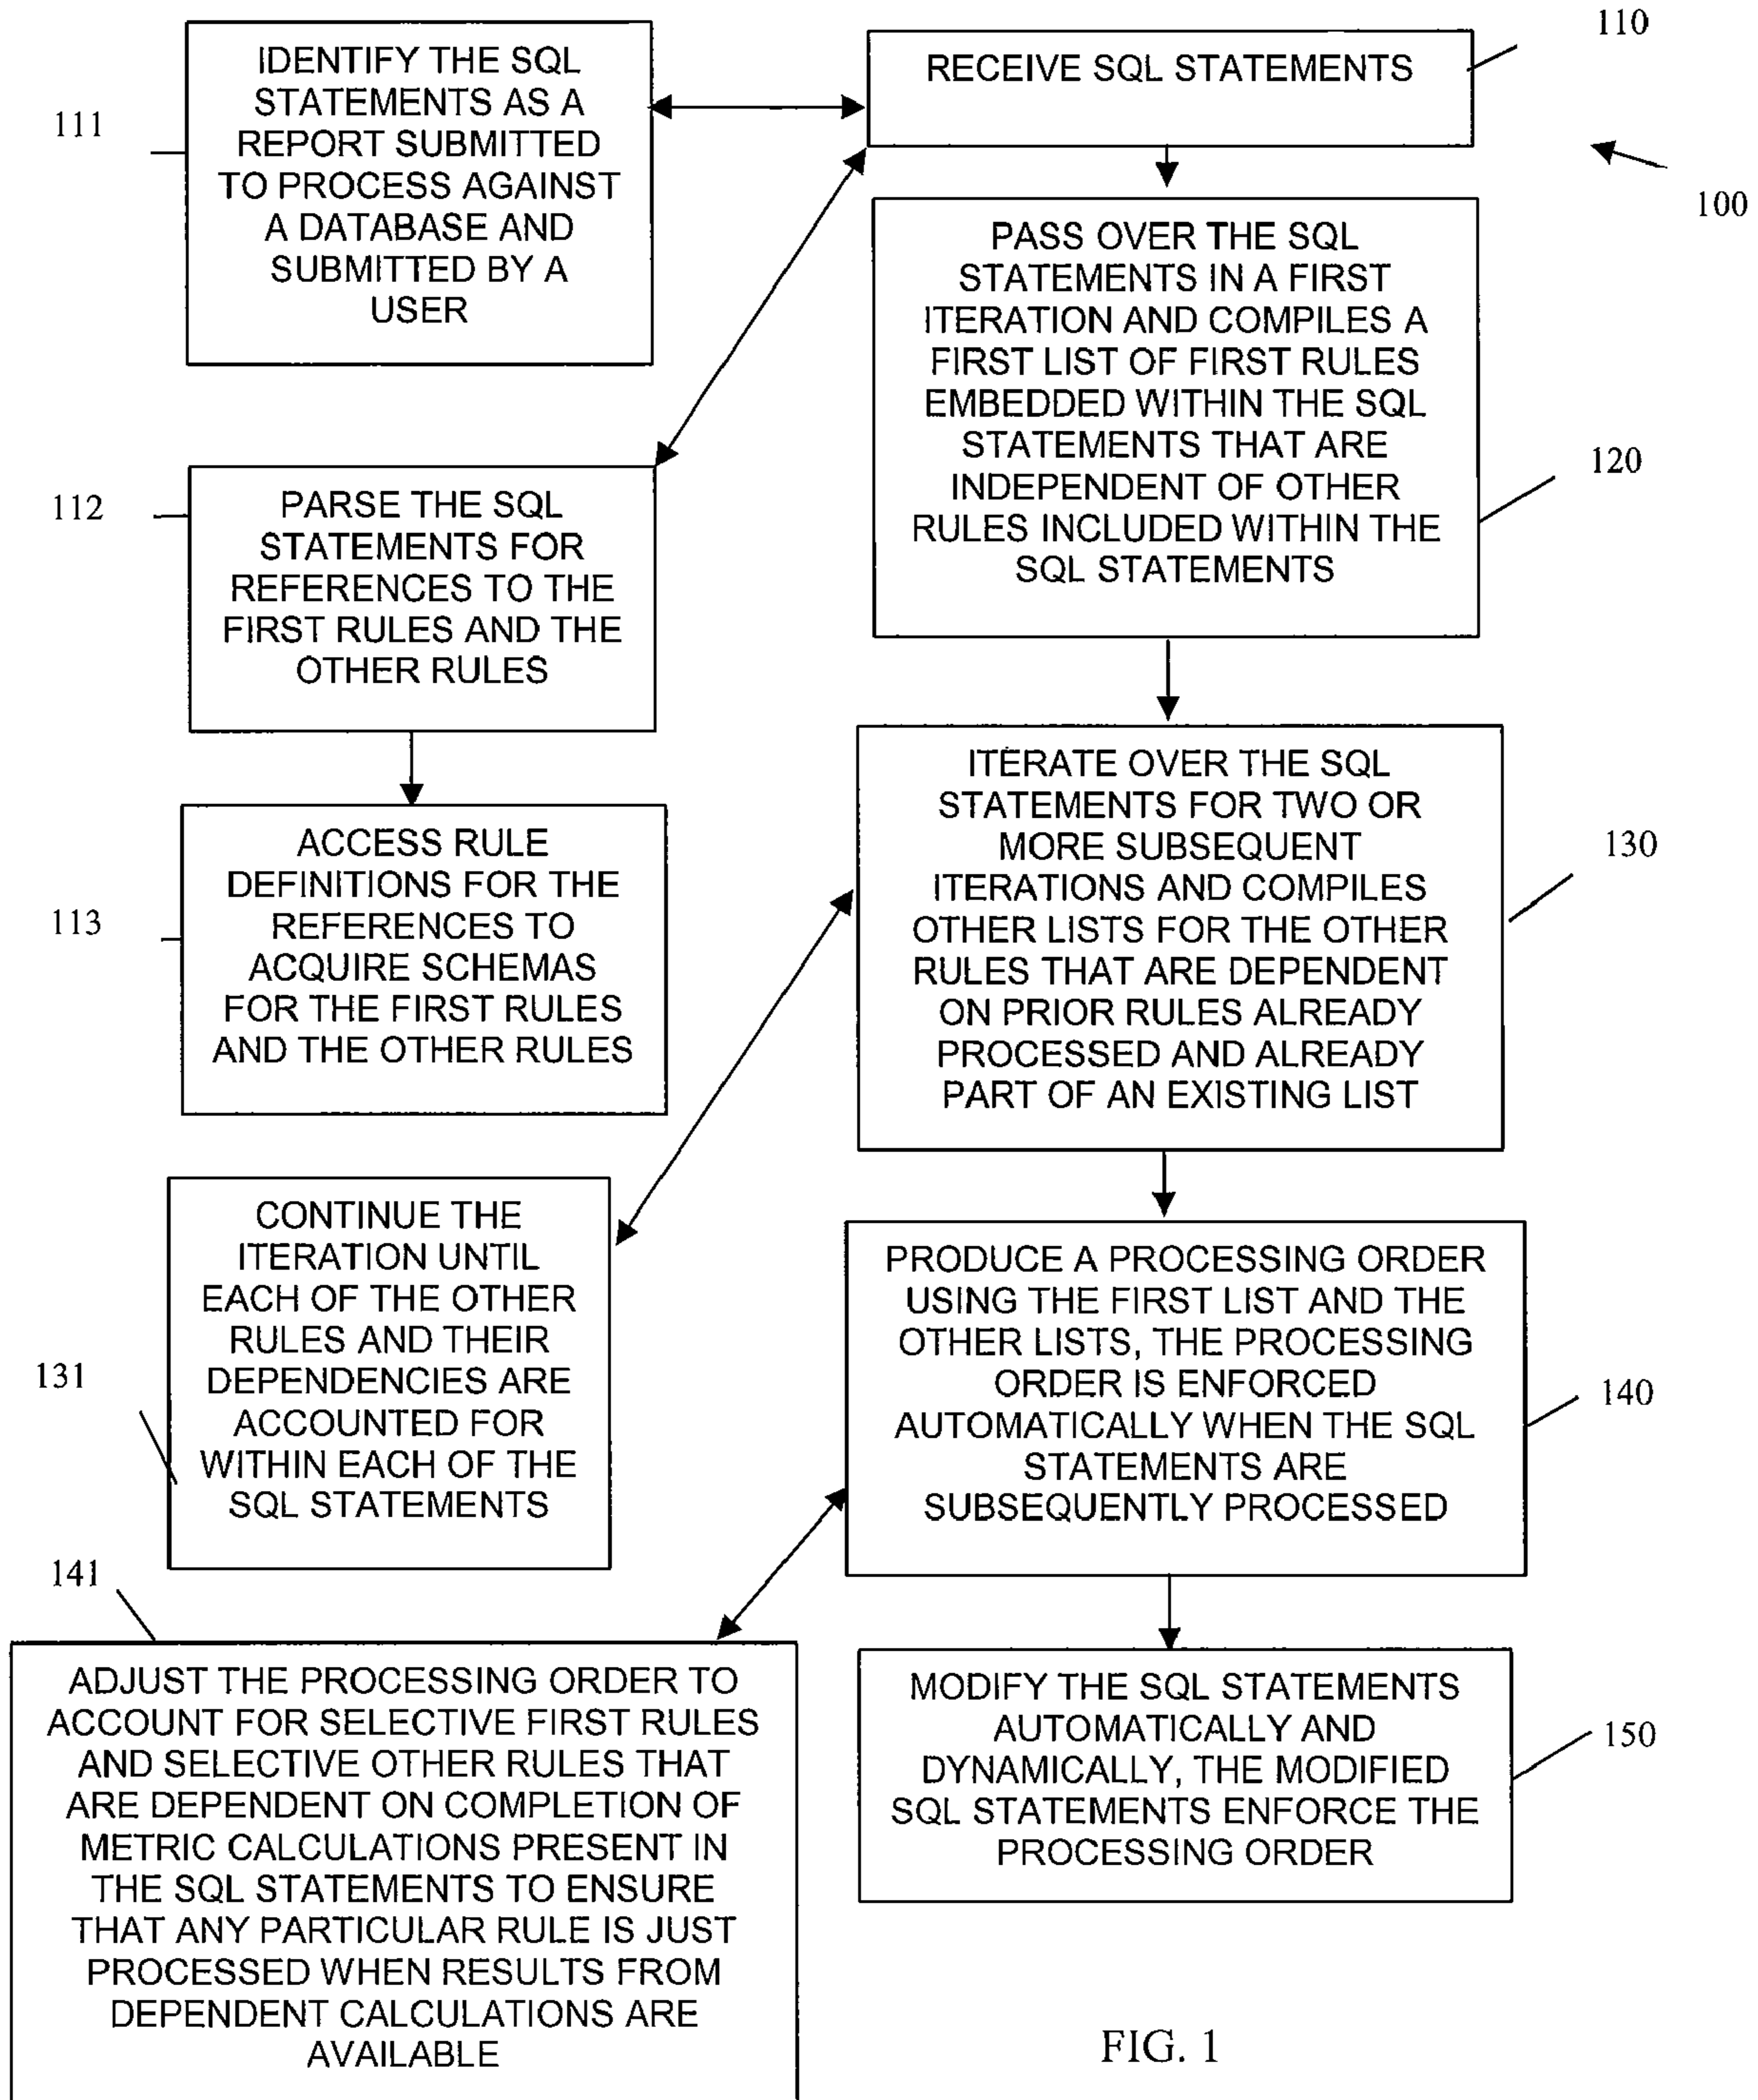 110
RECEIVE SQL STATEMENTS
100
111
IDENTIFY THE SQL
STATEMENTS AS A
REPORT SUBMITTED
TO PROCESS AGAINST
A DATABASE AND
SUBMITTED BY A
USER
112
PARSE THE SQL
STATEMENTS FOR
REFERENCES TO THE
FIRST RULES AND THE
OTHER RULES
113
ACCESS RULE
DEFINITIONS FOR THE
REFERENCES TO
ACQUIRE SCHEMAS
FOR THE FIRST RULES
AND THE OTHER RULES
120
PASS OVER THE SQL
STATEMENTS IN A FIRST
ITERATION AND COMPILES A
FIRST LIST OF FIRST RULES
EMBEDDED WITHIN THE SQL
STATEMENTS THAT ARE
INDEPENDENT OF OTHER
RULES INCLUDED WITHIN THE
SQL STATEMENTS
130
ITERATE OVER THE SQL
STATEMENTS FOR TWO OR
MORE SUBSEQUENT
ITERATIONS AND COMPILES
OTHER LISTS FOR THE OTHER
RULES THAT ARE DEPENDENT
ON PRIOR RULES ALREADY
PROCESSED AND ALREADY
PART OF AN EXISTING LIST
131
CONTINUE THE
ITERATION UNTIL
EACH OF THE OTHER
RULES AND THEIR
DEPENDENCIES ARE
ACCOUNTED FOR
WITHIN EACH OF THE
SQL STATEMENTS
140
PRODUCE A PROCESSING ORDER
USING THE FIRST LIST AND THE
OTHER LISTS, THE PROCESSING
ORDER IS ENFORCED
AUTOMATICALLY WHEN THE SQL
STATEMENTS ARE
SUBSEQUENTLY PROCESSED
141
ADJUST THE PROCESSING ORDER TO
ACCOUNT FOR SELECTIVE FIRST RULES
AND SELECTIVE OTHER RULES THAT
ARE DEPENDENT ON COMPLETION OF
METRIC CALCULATIONS PRESENT IN
THE SQL STATEMENTS TO ENSURE
THAT ANY PARTICULAR RULE IS JUST
PROCESSED WHEN RESULTS FROM
DEPENDENT CALCULATIONS ARE
AVAILABLE
150
MODIFY THE SQL STATEMENTS
AUTOMATICALLY AND
DYNAMICALLY, THE MODIFIED
SQL STATEMENTS ENFORCE THE
PROCESSING ORDER
FIG. 1